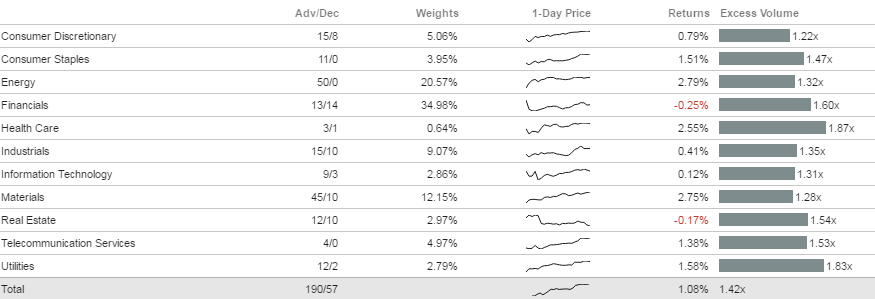 Adv/Dec Weights 1-Day Price Returns Excess Volume
Consumer Discretionary 15/8 5.06% 0.79% 1.22x
Consumer Staples 11/0 3.95% 1.51% 1.47x
Energy 50/0 20.57% 2.79% 1.32x
Financials 13/14 34.98% -0.25% 1.60x
Health Care 3/1 0.64% 2.55% 1.87x
Industrials 15/10 9.07% 0.41% 1.35x
Information Technology 9/3 2.86% 0.12% 1.31x
Materials 45/10 12.15% 2.75% 1.28x
Real Estate 12/10 2.97% -0.17% 1.54x
Telecommunication Services 4/0 4.97% 1.38% 1.53x
Utilities 12/2 2.79% 1.58% 1.83x
Total 190/57 1.08% 1.42x